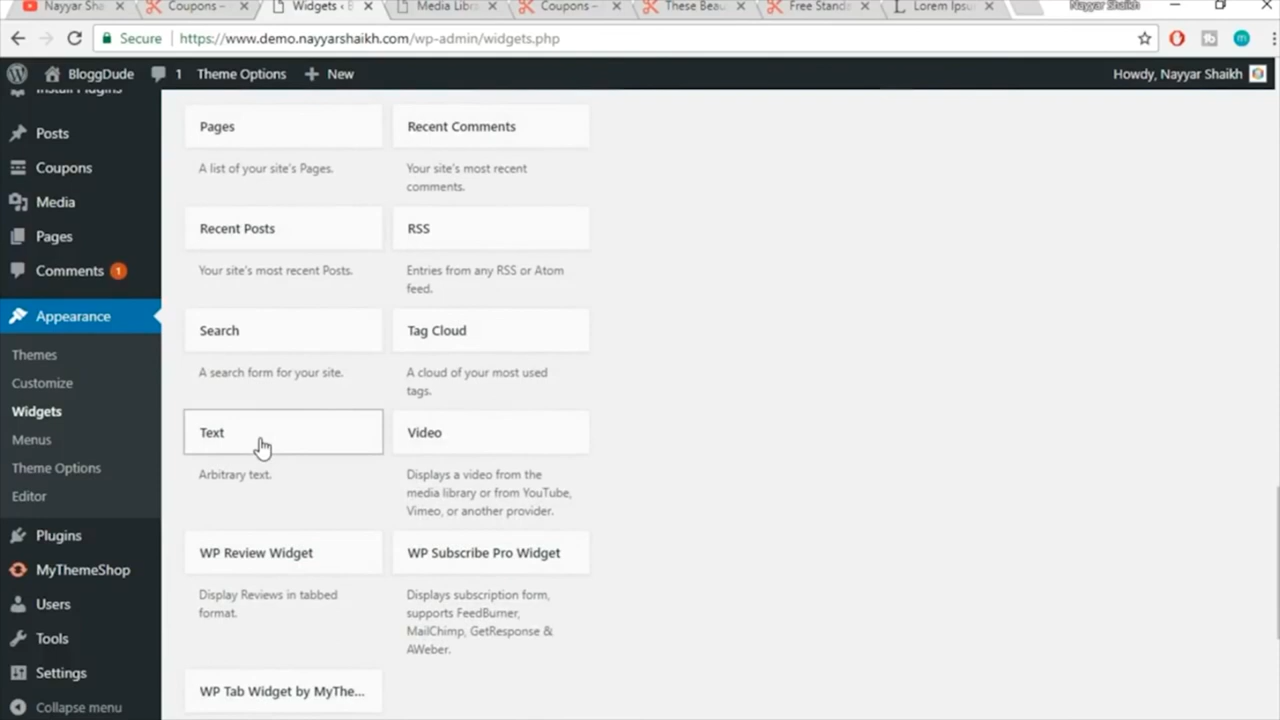 Nayyar Sha
Coupons –
Widgets ‹ B
Media Libr
Coupons –
These Beau
Free Stand
Lorem Ipsu
Nayyar Shaikh
Secure
https://www.demo.nayyarshaikh.com/wp-admin/widgets.php
BloggDude
1
Theme Options
New
Howdy, Nayyar Shaikh
Install Plugins
Posts
Coupons
Media
Pages
Comments 1
Appearance
Themes
Customize
Widgets
Menus
Theme Options
Editor
Plugins
MyThemeShop
Users
Tools
Settings
Collapse menu
Pages
A list of your site's Pages.
Recent Comments
Your site's most recent
comments.
Recent Posts
Your site's most recent Posts.
RSS
Entries from any RSS or Atom
feed.
Search
A search form for your site.
Tag Cloud
A cloud of your most used
tags.
Text
Arbitrary text.
Video
Displays a video from the
media library or from YouTube,
Vimeo, or another provider.
WP Review Widget
Display Reviews in tabbed
format.
WP Subscribe Pro Widget
Displays subscription form,
supports FeedBurner,
MailChimp, GetResponse &
AWeber.
WP Tab Widget by MyThe...